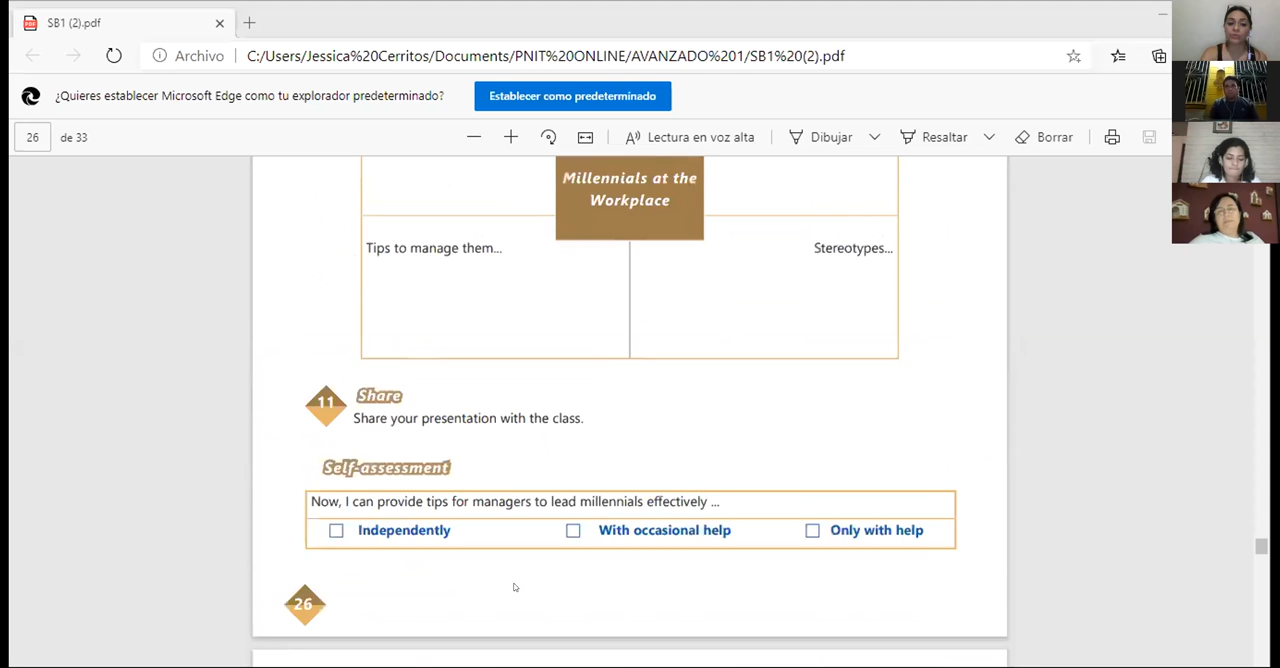 SB1 (2).pdf
Archivo
C:/Users/Jessica%20Cerritos/Documents/PNIT%20ONLINE/AVANZADO%201/SB1%20(2).pdf
¿Quieres establecer Microsoft Edge como tu explorador predeterminado?
Establecer como predeterminado
26 de 33
Lectura en voz alta
Dibujar
Resaltar
Borrar
Millennials at the
Workplace
Tips to manage them...
Stereotypes...
11 Share
Share your presentation with the class.
Self-assessment
Now, I can provide tips for managers to lead millennials effectively ...
Independently
With occasional help
Only with help
26